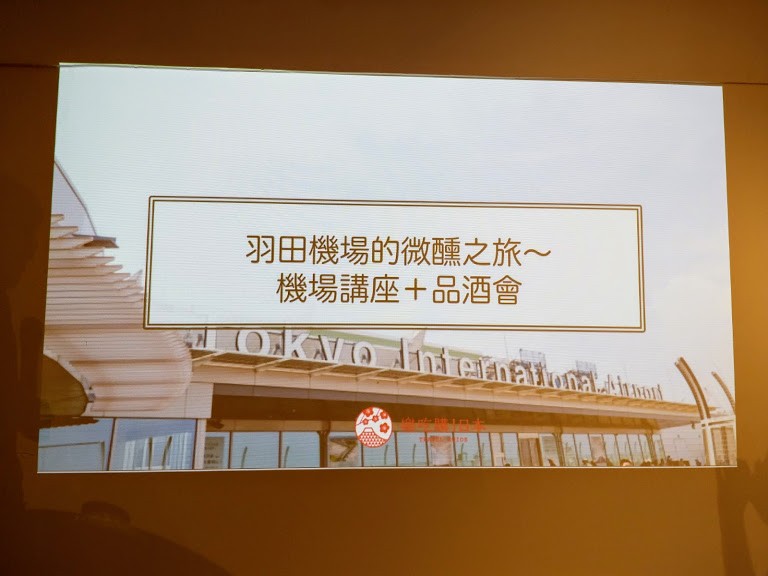 羽田機場的微醺之旅～
機場講座＋品酒會
Tokyo International Airport